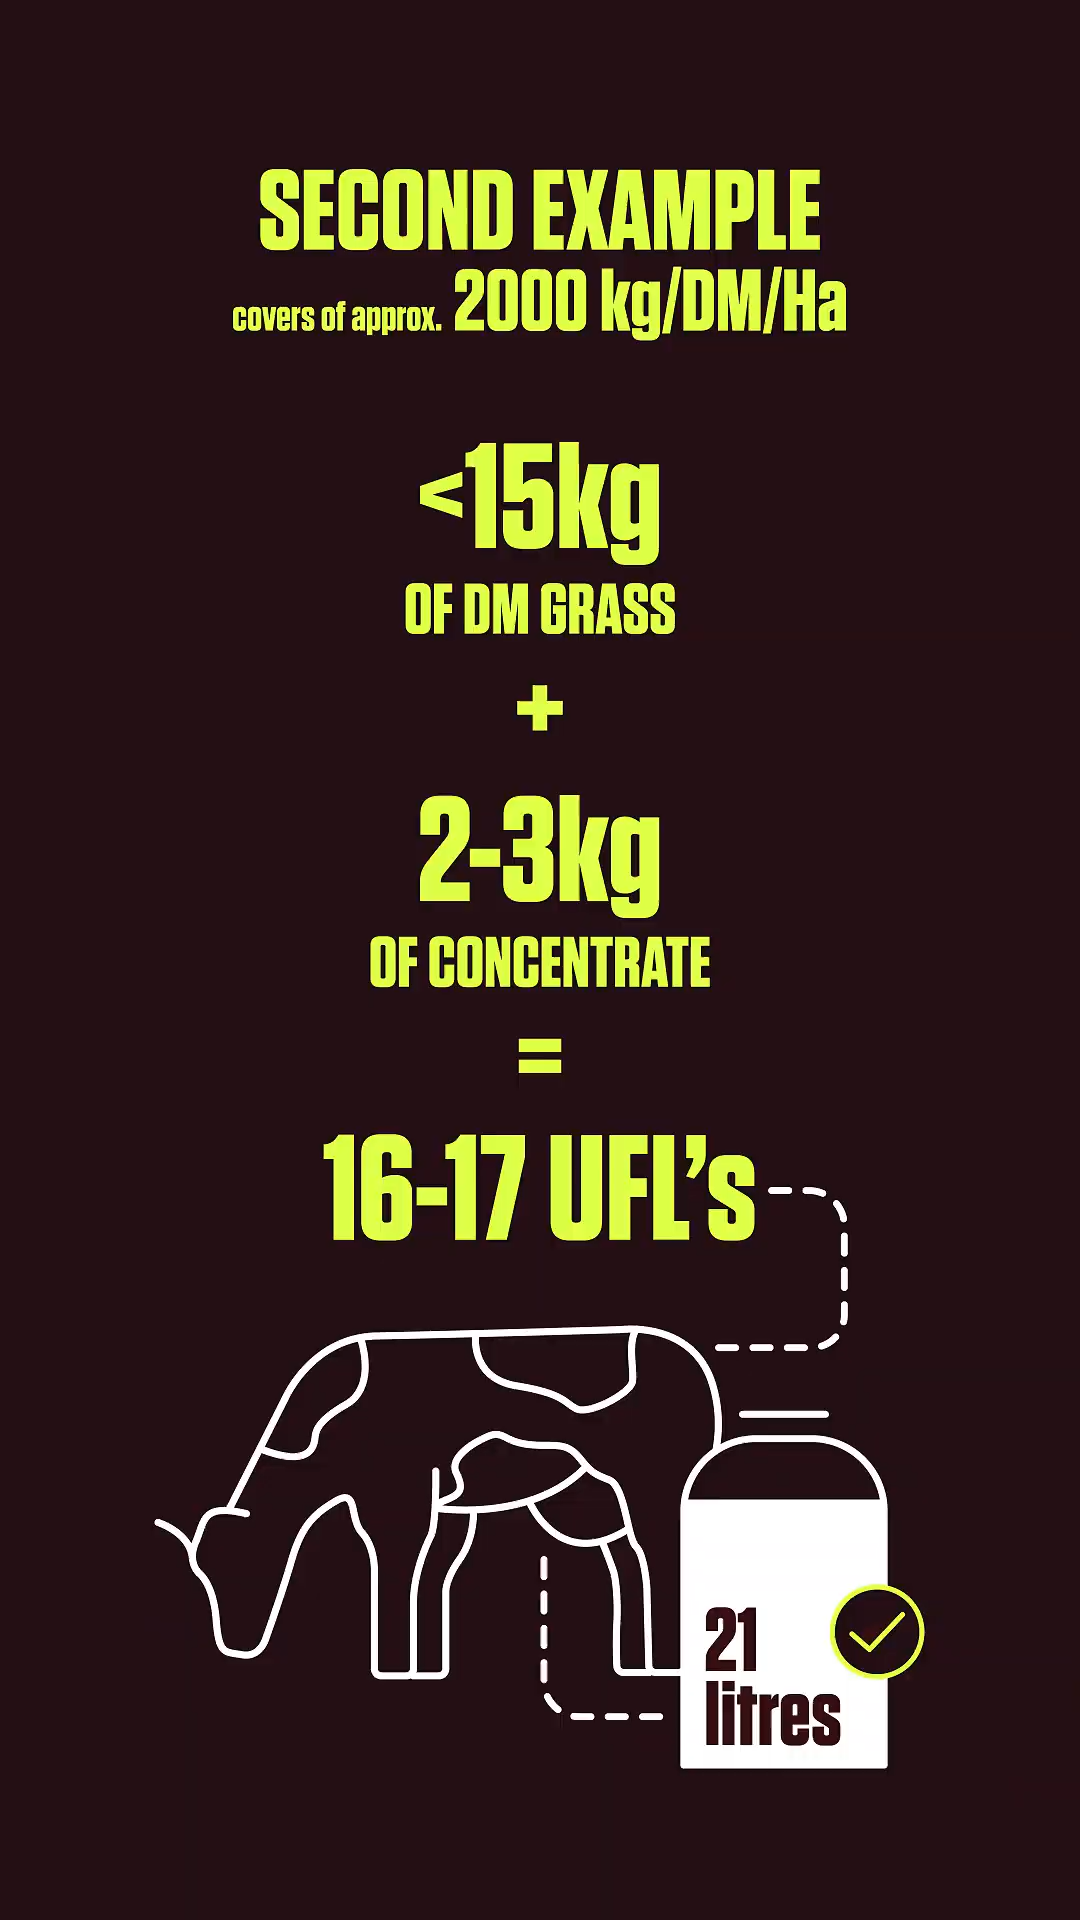 SECOND EXAMPLE
covers of approx. 2000 kg/DM/Ha
<15kg
OF DM GRASS
+
2-3kg
OF CONCENTRATE
=
16-17 UFL’s
21
litres